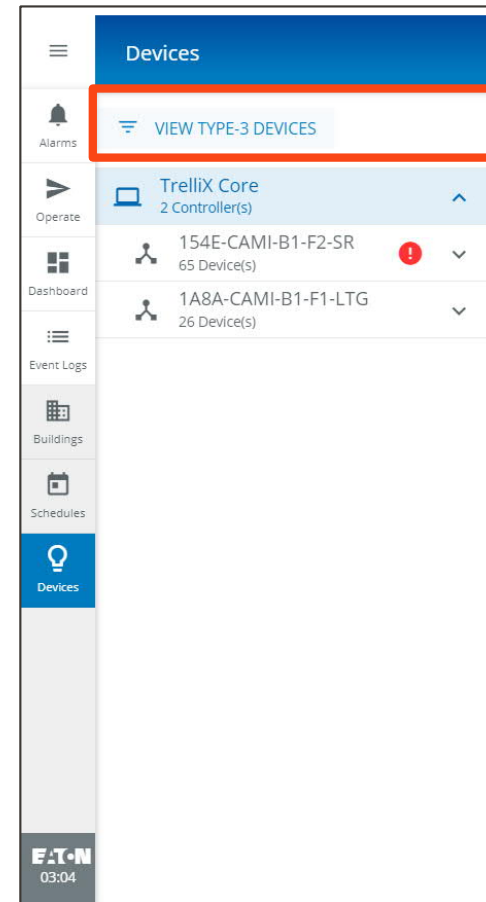 Devices
VIEW TYPE-3 DEVICES
TrelliX Core
2 Controller(s)
154E-CAMI-B1-F2-SR
65 Device(s)
1A8A-CAMI-B1-F1-LTG
26 Device(s)
Alarms
Operate
Dashboard
Event Logs
Buildings
Schedules
Devices
EATON
03:04